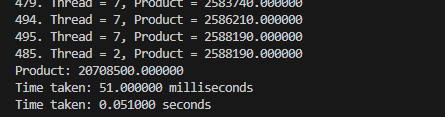 479. Thread = 7, Product = 2583740.000000
494. Thread = 7, Product = 2586210.000000
495. Thread = 7, Product = 2588190.000000
485. Thread = 2, Product = 2588190.000000
Product: 20708500.000000
Time taken: 51.000000 milliseconds
Time taken: 0.051000 seconds